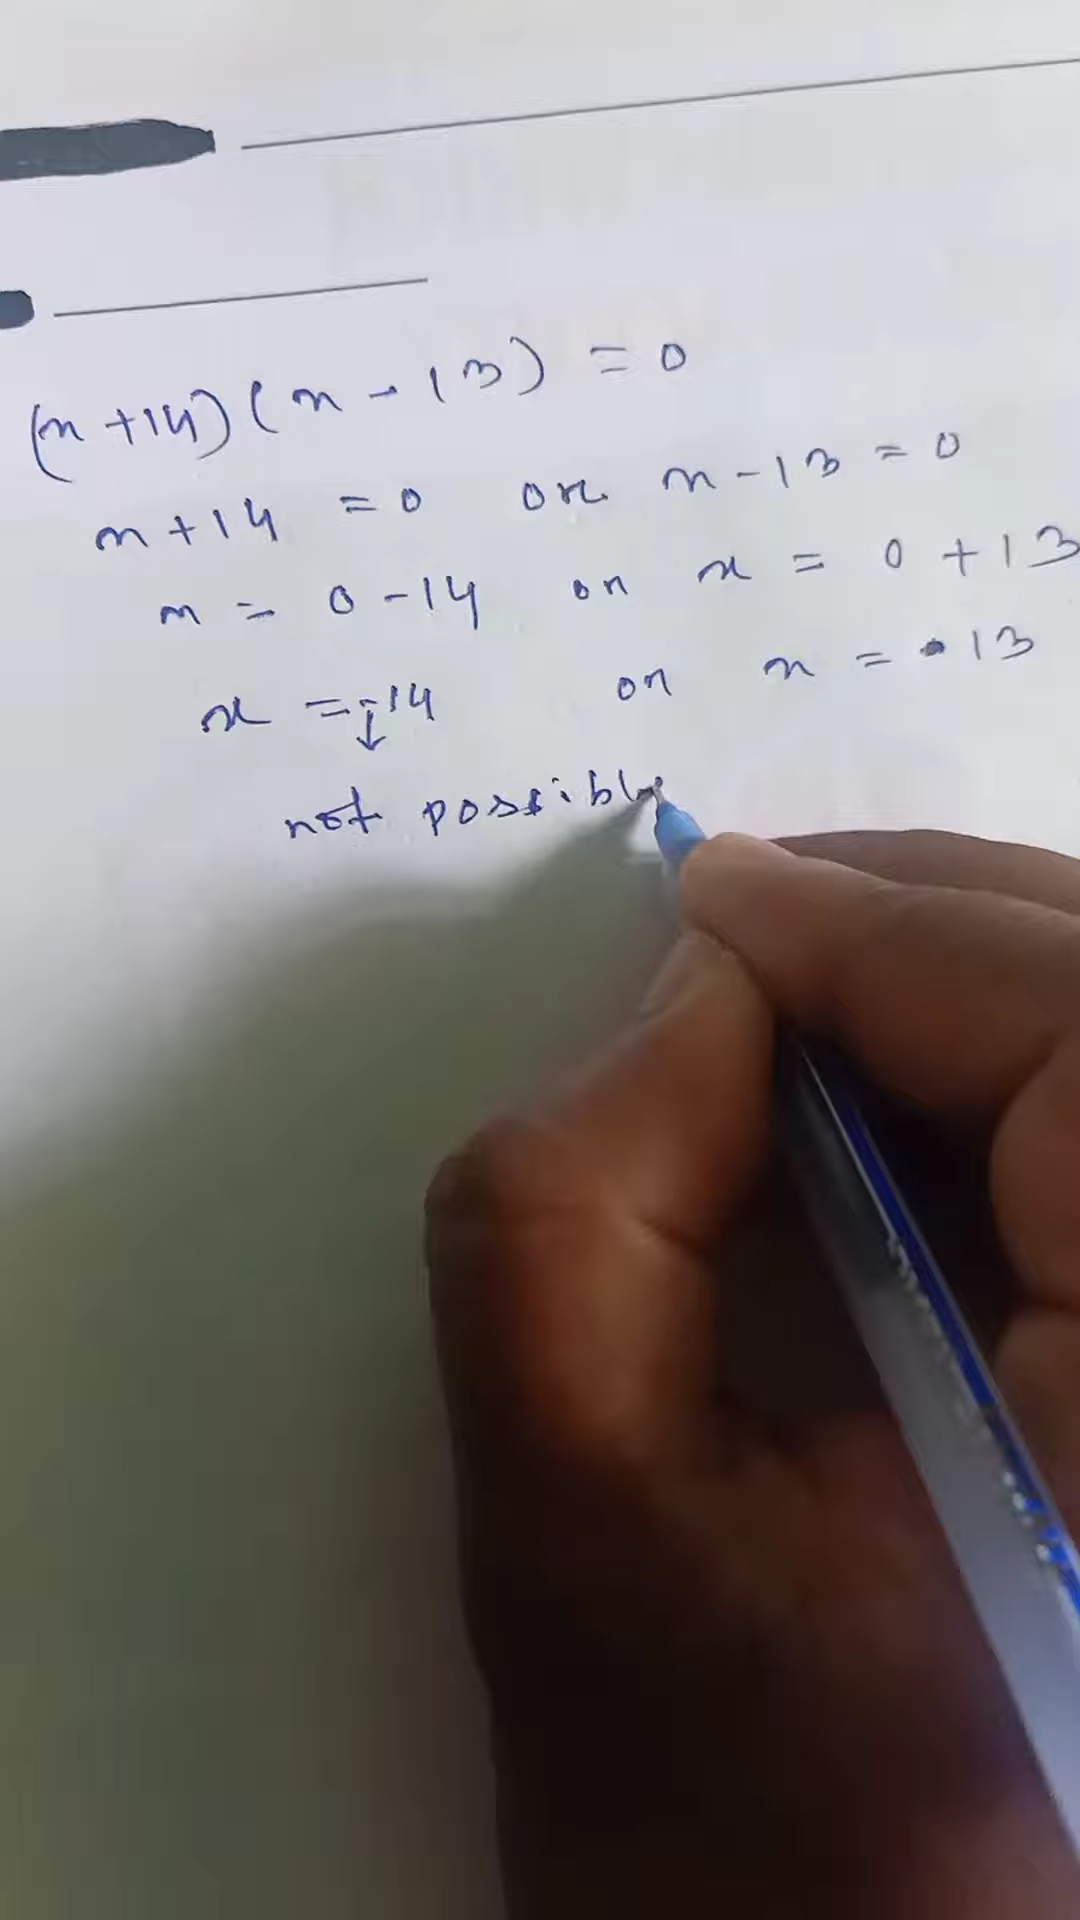 (x+14)(x-13) = 0
x+14 = 0 or x-13 = 0
x = 0-14 or x = 0+13
x = -14 or x = 13
not possible